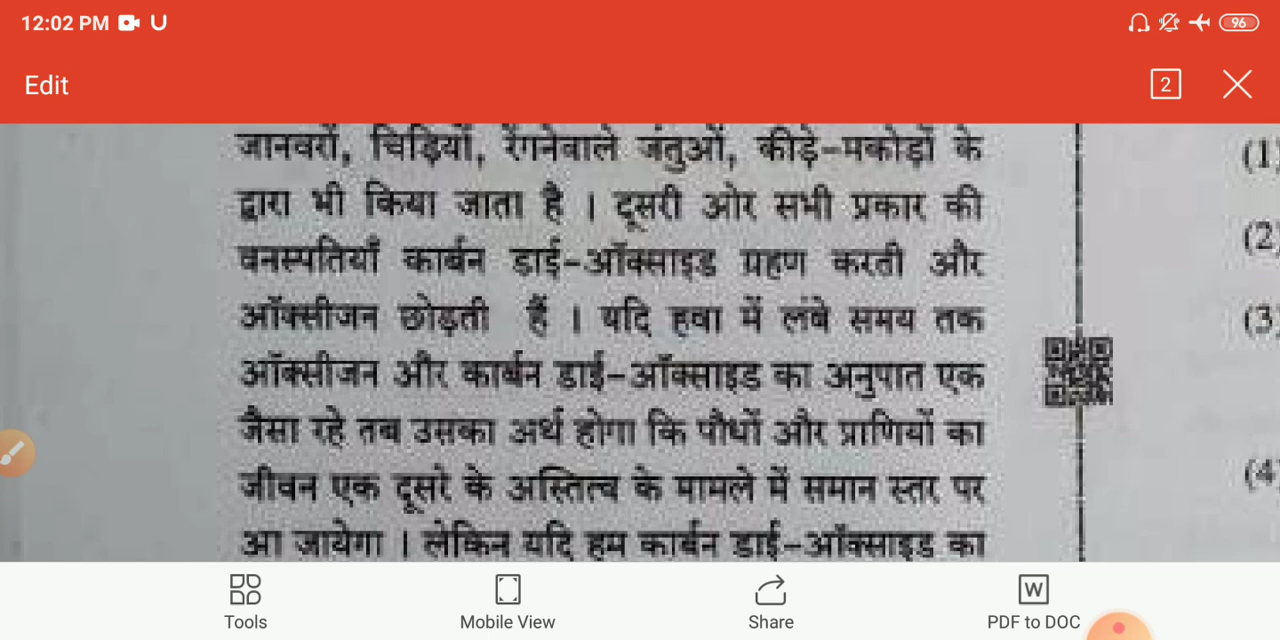 12:02 PM U 96
Edit 2
जानवरों, चिड़ियों, रेंगनेवाले जंतुओं, कीड़े-मकोड़ों के
द्वारा भी किया जाता है । दूसरी ओर सभी प्रकार की
वनस्पतियाँ कार्बन डाई-ऑक्साइड ग्रहण करती और
ऑक्सीजन छोड़ती हैं । यदि हवा में लंबे समय तक
ऑक्सीजन और कार्बन डाई-ऑक्साइड का अनुपात एक
जैसा रहे तब उसका अर्थ होगा कि पौधों और प्राणियों का
जीवन एक दूसरे के अस्तित्व के मामले में समान स्तर पर
आ जायेगा । लेकिन यदि हम कार्बन डाई-ऑक्साइड का
(1)
(2)
(3)
(4)
Tools Mobile View Share PDF to DOC